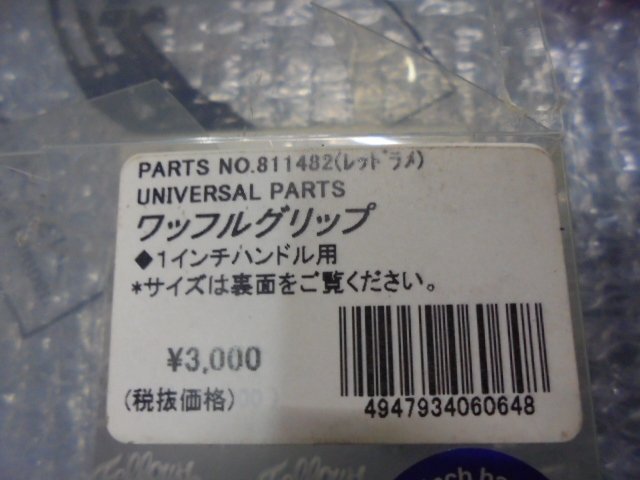 PARTS NO.811482(ﾚｯﾄﾞﾗﾒ)
UNIVERSAL PARTS
ワッフルグリップ
◆1インチハンドル用
*サイズは裏面をご覧ください。
¥3,000
(税抜価格)
4947934060648